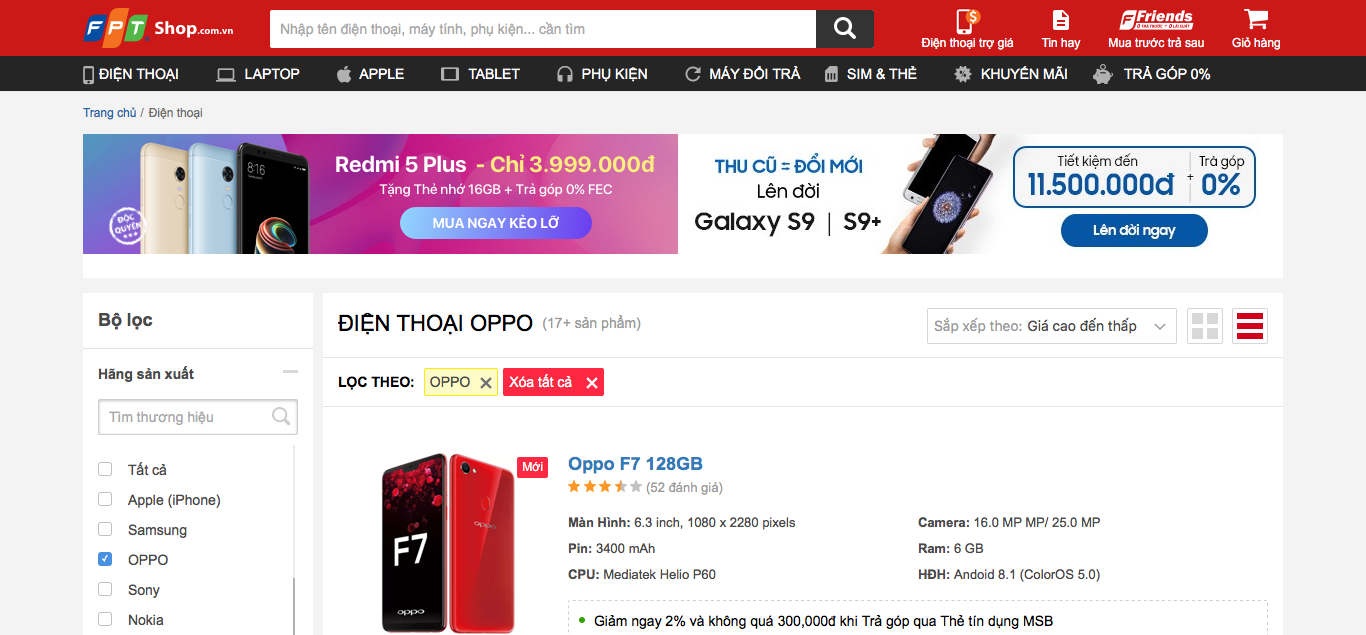 FPT Shop.com.vn
Nhập tên điện thoại, máy tính, phụ kiện... cần tìm
Điện thoại trợ giá
Tin hay
FFriends
Mua trước trả sau
Giỏ hàng
ĐIỆN THOẠI
LAPTOP
APPLE
TABLET
PHỤ KIỆN
MÁY ĐỔI TRẢ
SIM & THẺ
KHUYẾN MÃI
TRẢ GÓP 0%
Trang chủ / Điện thoại
8:16
ĐỘC
QUYỀN
Redmi 5 Plus - Chỉ 3.999.000đ
Tặng Thẻ nhớ 16GB + Trả góp 0% FEC
MUA NGAY KẺO LỠ
THU CŨ = ĐỔI MỚI
Lên đời
Galaxy S9 | S9+
Tiết kiệm đến
11.500.000đ
+
Trả góp
0%
Lên đời ngay
Bộ lọc
Hãng sản xuất
Tìm thương hiệu
Tất cả
Apple (iPhone)
Samsung
OPPO
Sony
Nokia
ĐIỆN THOẠI OPPO (17+ sản phẩm)
Sắp xếp theo: Giá cao đến thấp
LỌC THEO: OPPO Xóa tất cả
F7
oppo
oppo
Mới
Oppo F7 128GB
(52 đánh giá)
Màn Hình: 6.3 inch, 1080 x 2280 pixels
Camera: 16.0 MP MP/ 25.0 MP
Pin: 3400 mAh
Ram: 6 GB
CPU: Mediatek Helio P60
HĐH: Andoid 8.1 (ColorOS 5.0)
Giảm ngay 2% và không quá 300,000đ khi Trả góp qua Thẻ tín dụng MSB